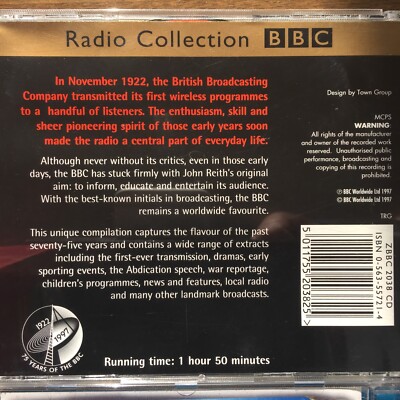 Radio Collection BBC
In November 1922, the British Broadcasting
Company transmitted its first wireless programmes
to a handful of listeners. The enthusiasm, skill and
sheer pioneering spirit of those early years soon
made the radio a central part of everyday life.
Although never without its critics, even in those early
days, the BBC has stuck firmly with John Reith's original
aim: to inform, educate and entertain its audience.
With the best-known initials in broadcasting, the BBC
remains a worldwide favourite.
This unique compilation captures the flavour of the past
seventy-five years and contains a wide range of extracts
including the first-ever transmission, dramas, early
sporting events, the Abdication speech, war reportage,
children's programmes, news and features, local radio
and many other landmark broadcasts.
Running time: 1 hour 50 minutes
1922
1997
75 YEARS OF THE BBC
Design by Town Group
MCPS
WARNING:
All rights of the manufacturer
and owner of the recorded work
reserved. Unauthorised public
performance, broadcasting and
copying of this recording is
prohibited.
℗ BBC Worldwide Ltd 1997
© BBC Worldwide Ltd 1997
TRG
ZBBC 2038 CD
ISBN 0-563-55721-4
5 011755 203825